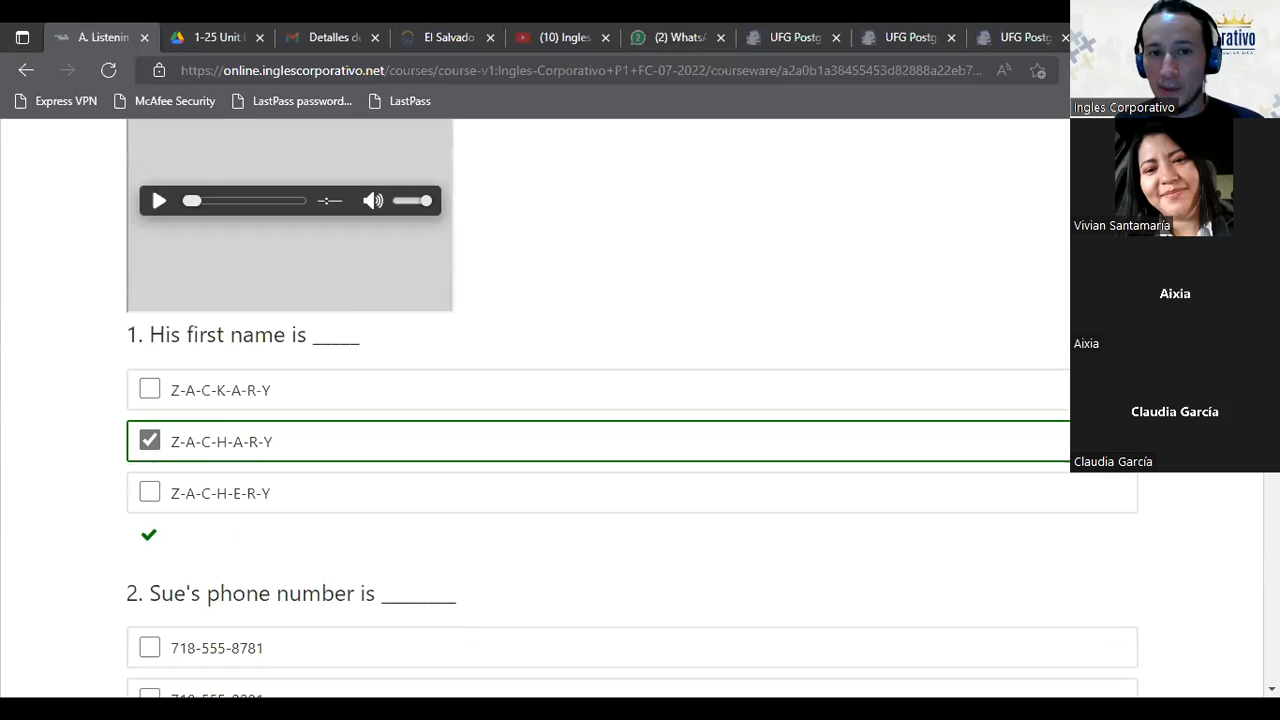 A. Listenin
1-25 Unit
Detalles d
El Salvado
(10) Ingles
(2) Whats
UFG Postg
UFG Postg
UFG Postg
https://online.inglescorporativo.net/courses/course-v1:Ingles-Corporativo+P1+FC-07-2022/courseware/a2a0b1a38455453d82888a22eb7...
Express VPN
McAfee Security
LastPass password...
LastPass
Ingles Corporativo
Vivian Santamaría
Aixia
Aixia
Claudia García
Claudia García
1. His first name is _____
Z-A-C-K-A-R-Y
Z-A-C-H-A-R-Y
Z-A-C-H-E-R-Y
2. Sue's phone number is ________
718-555-8781